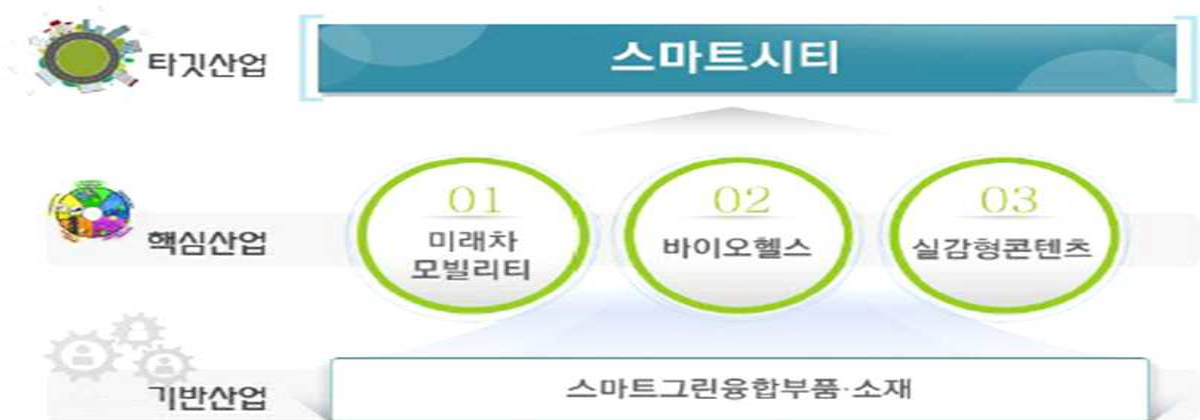 타깃산업
스마트시티
핵심산업
01
미래차
모빌리티
02
바이오헬스
03
실감형콘텐츠
기반산업
스마트그린융합부품·소재